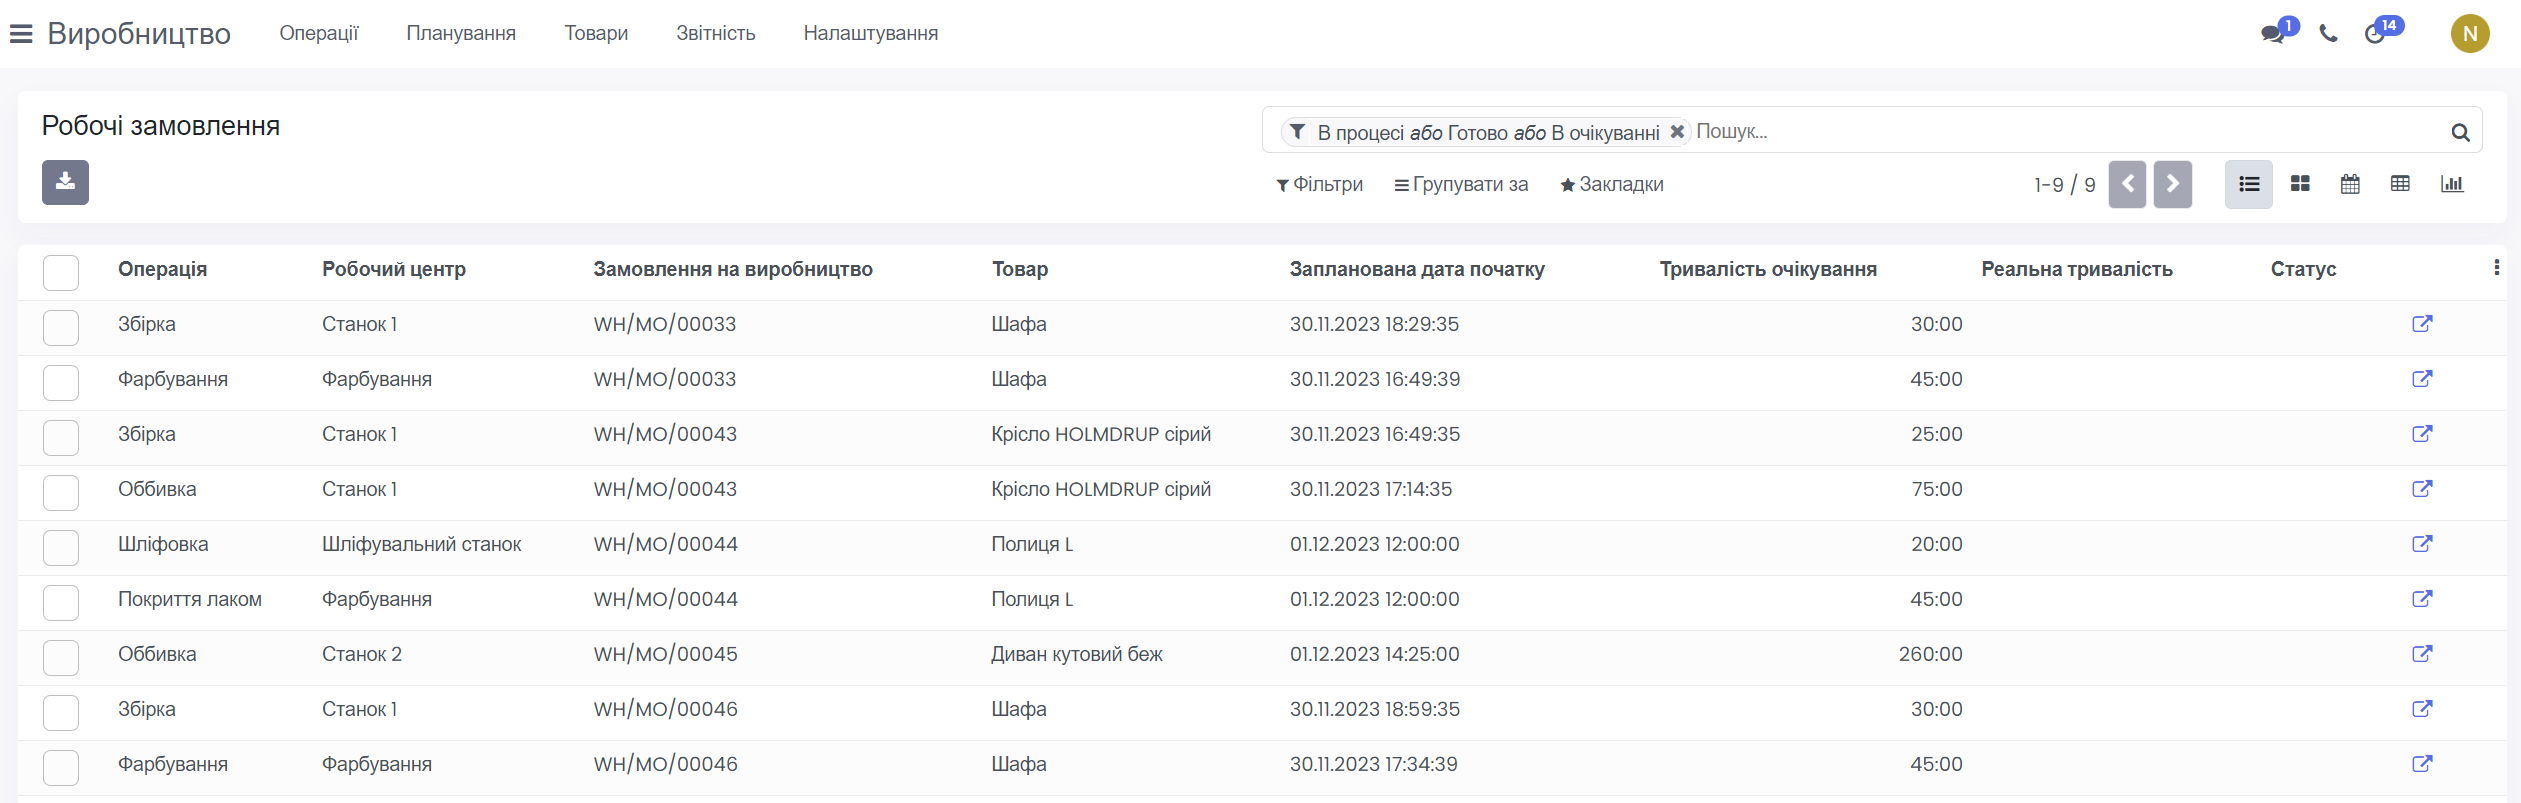 Виробництво Операції Планування Товари Звітність Налаштування 1 14 N
Робочі замовлення
В процесі або Готово або В очікуванні Пошук...
Фільтри Групувати за Закладки 1-9 / 9
Операція Робочий центр Замовлення на виробництво Товар Запланована дата початку Тривалість очікування Реальна тривалість Статус
Збірка Станок 1 WH/MO/00033 Шафа 30.11.2023 18:29:35 30:00
Фарбування Фарбування WH/MO/00033 Шафа 30.11.2023 16:49:39 45:00
Збірка Станок 1 WH/MO/00043 Крісло HOLMDRUP сірий 30.11.2023 16:49:35 25:00
Оббивка Станок 1 WH/MO/00043 Крісло HOLMDRUP сірий 30.11.2023 17:14:35 75:00
Шліфовка Шліфувальний станок WH/MO/00044 Полиця L 01.12.2023 12:00:00 20:00
Покриття лаком Фарбування WH/MO/00044 Полиця L 01.12.2023 12:00:00 45:00
Оббивка Станок 2 WH/MO/00045 Диван кутовий беж 01.12.2023 14:25:00 260:00
Збірка Станок 1 WH/MO/00046 Шафа 30.11.2023 18:59:35 30:00
Фарбування Фарбування WH/MO/00046 Шафа 30.11.2023 17:34:39 45:00